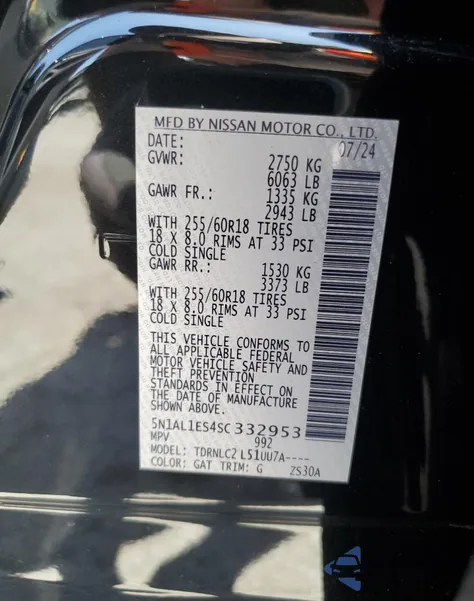 MFD BY NISSAN MOTOR CO., LTD.
DATE: 07/24
GVWR: 2750 KG
6063 LB
GAWR FR.: 1335 KG
2943 LB
WITH 255/60R18 TIRES
18 X 8.0 RIMS AT 33 PSI
COLD SINGLE
GAWR RR.: 1530 KG
3373 LB
WITH 255/60R18 TIRES
18 X 8.0 RIMS AT 33 PSI
COLD SINGLE
THIS VEHICLE CONFORMS TO
ALL APPLICABLE FEDERAL
MOTOR VEHICLE SAFETY AND
THEFT PREVENTION
STANDARDS IN EFFECT ON
THE DATE OF MANUFACTURE
SHOWN ABOVE.
5N1AL1ES4SC332953
MPV 992
MODEL: TDRNLC2 L51UU7A----
COLOR: GAT TRIM: G ZS30A